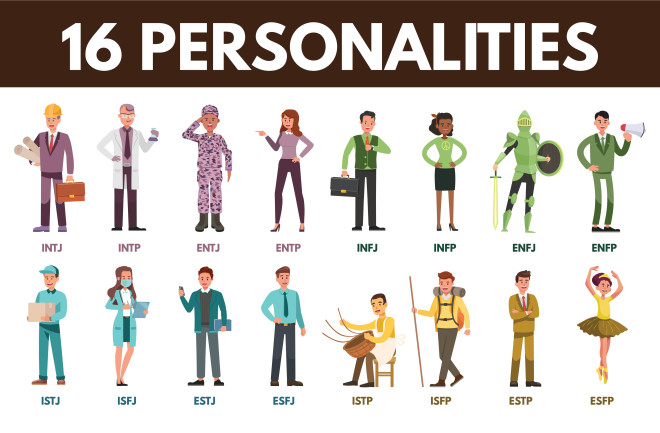 16 PERSONALITIES
INTJ INTP ENTJ ENTP INFJ INFP ENFJ ENFP
ISTJ ISFJ ESTJ ESFJ ISTP ISFP ESTP ESFP